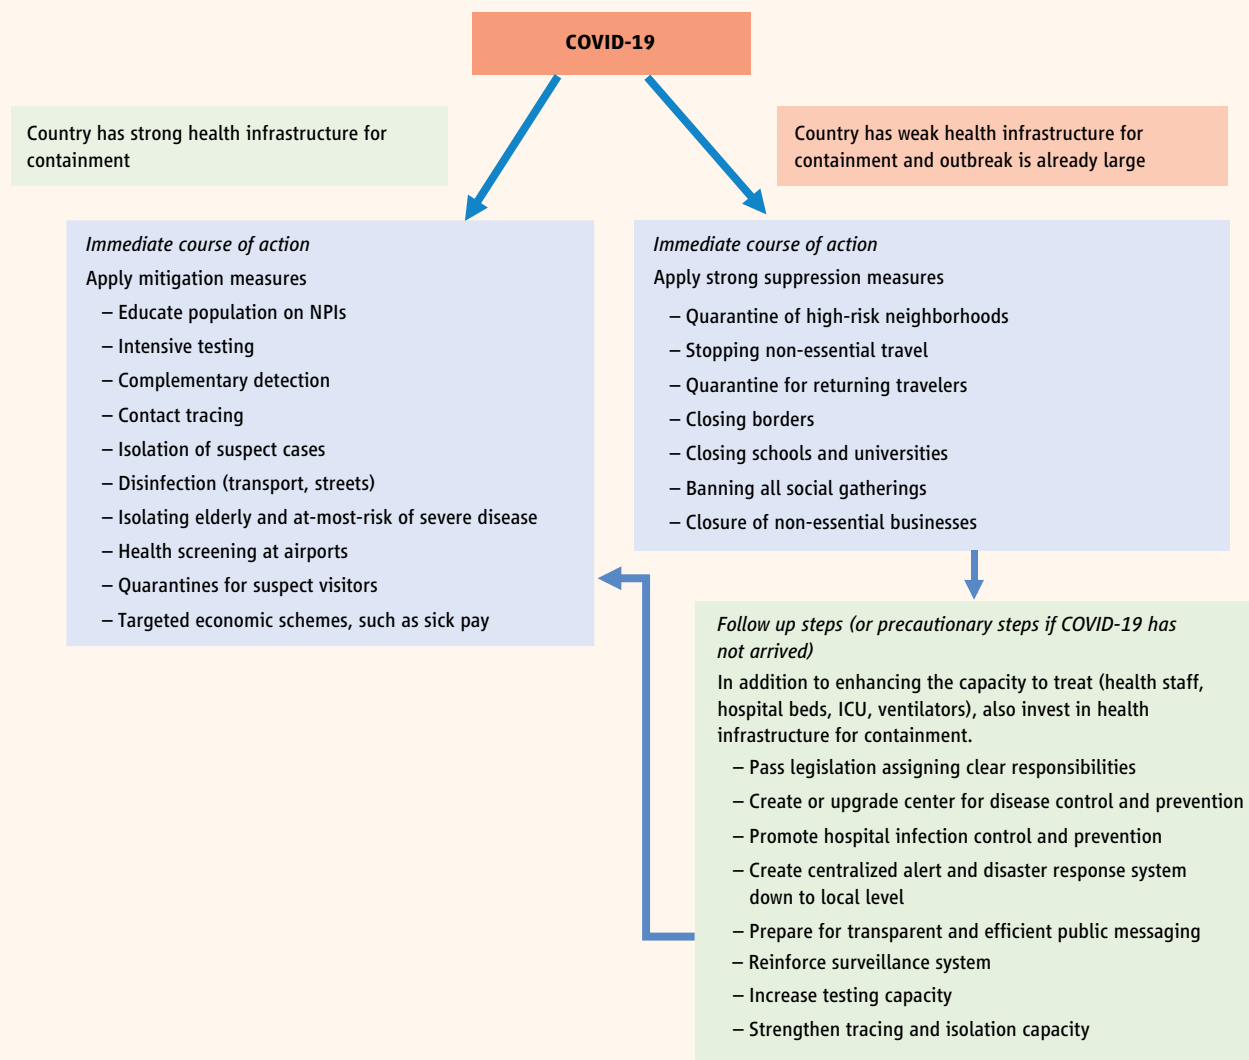 COVID-19
Country has strong health infrastructure for
containment
Country has weak health infrastructure for
containment and outbreak is already large
Immediate course of action
Apply mitigation measures
– Educate population on NPIs
– Intensive testing
– Complementary detection
– Contact tracing
– Isolation of suspect cases
– Disinfection (transport, streets)
– Isolating elderly and at-most-risk of severe disease
– Health screening at airports
– Quarantines for suspect visitors
– Targeted economic schemes, such as sick pay
Immediate course of action
Apply strong suppression measures
– Quarantine of high-risk neighborhoods
– Stopping non-essential travel
– Quarantine for returning travelers
– Closing borders
– Closing schools and universities
– Banning all social gatherings
– Closure of non-essential businesses
Follow up steps (or precautionary steps if COVID-19 has
not arrived)
In addition to enhancing the capacity to treat (health staff,
hospital beds, ICU, ventilators), also invest in health
infrastructure for containment.
– Pass legislation assigning clear responsibilities
– Create or upgrade center for disease control and prevention
– Promote hospital infection control and prevention
– Create centralized alert and disaster response system
down to local level
– Prepare for transparent and efficient public messaging
– Reinforce surveillance system
– Increase testing capacity
– Strengthen tracing and isolation capacity